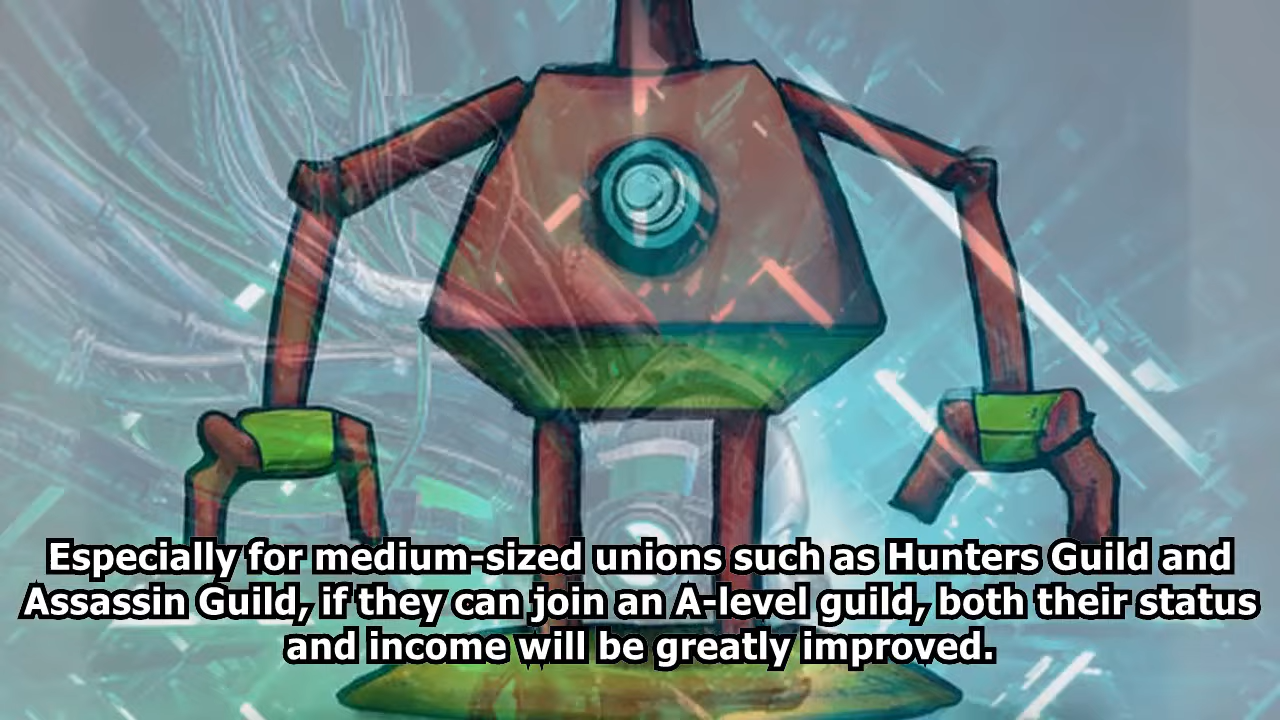 Especially for medium-sized unions such as Hunters Guild and
Assassin Guild, if they can join an A-level guild, both their status
and income will be greatly improved.